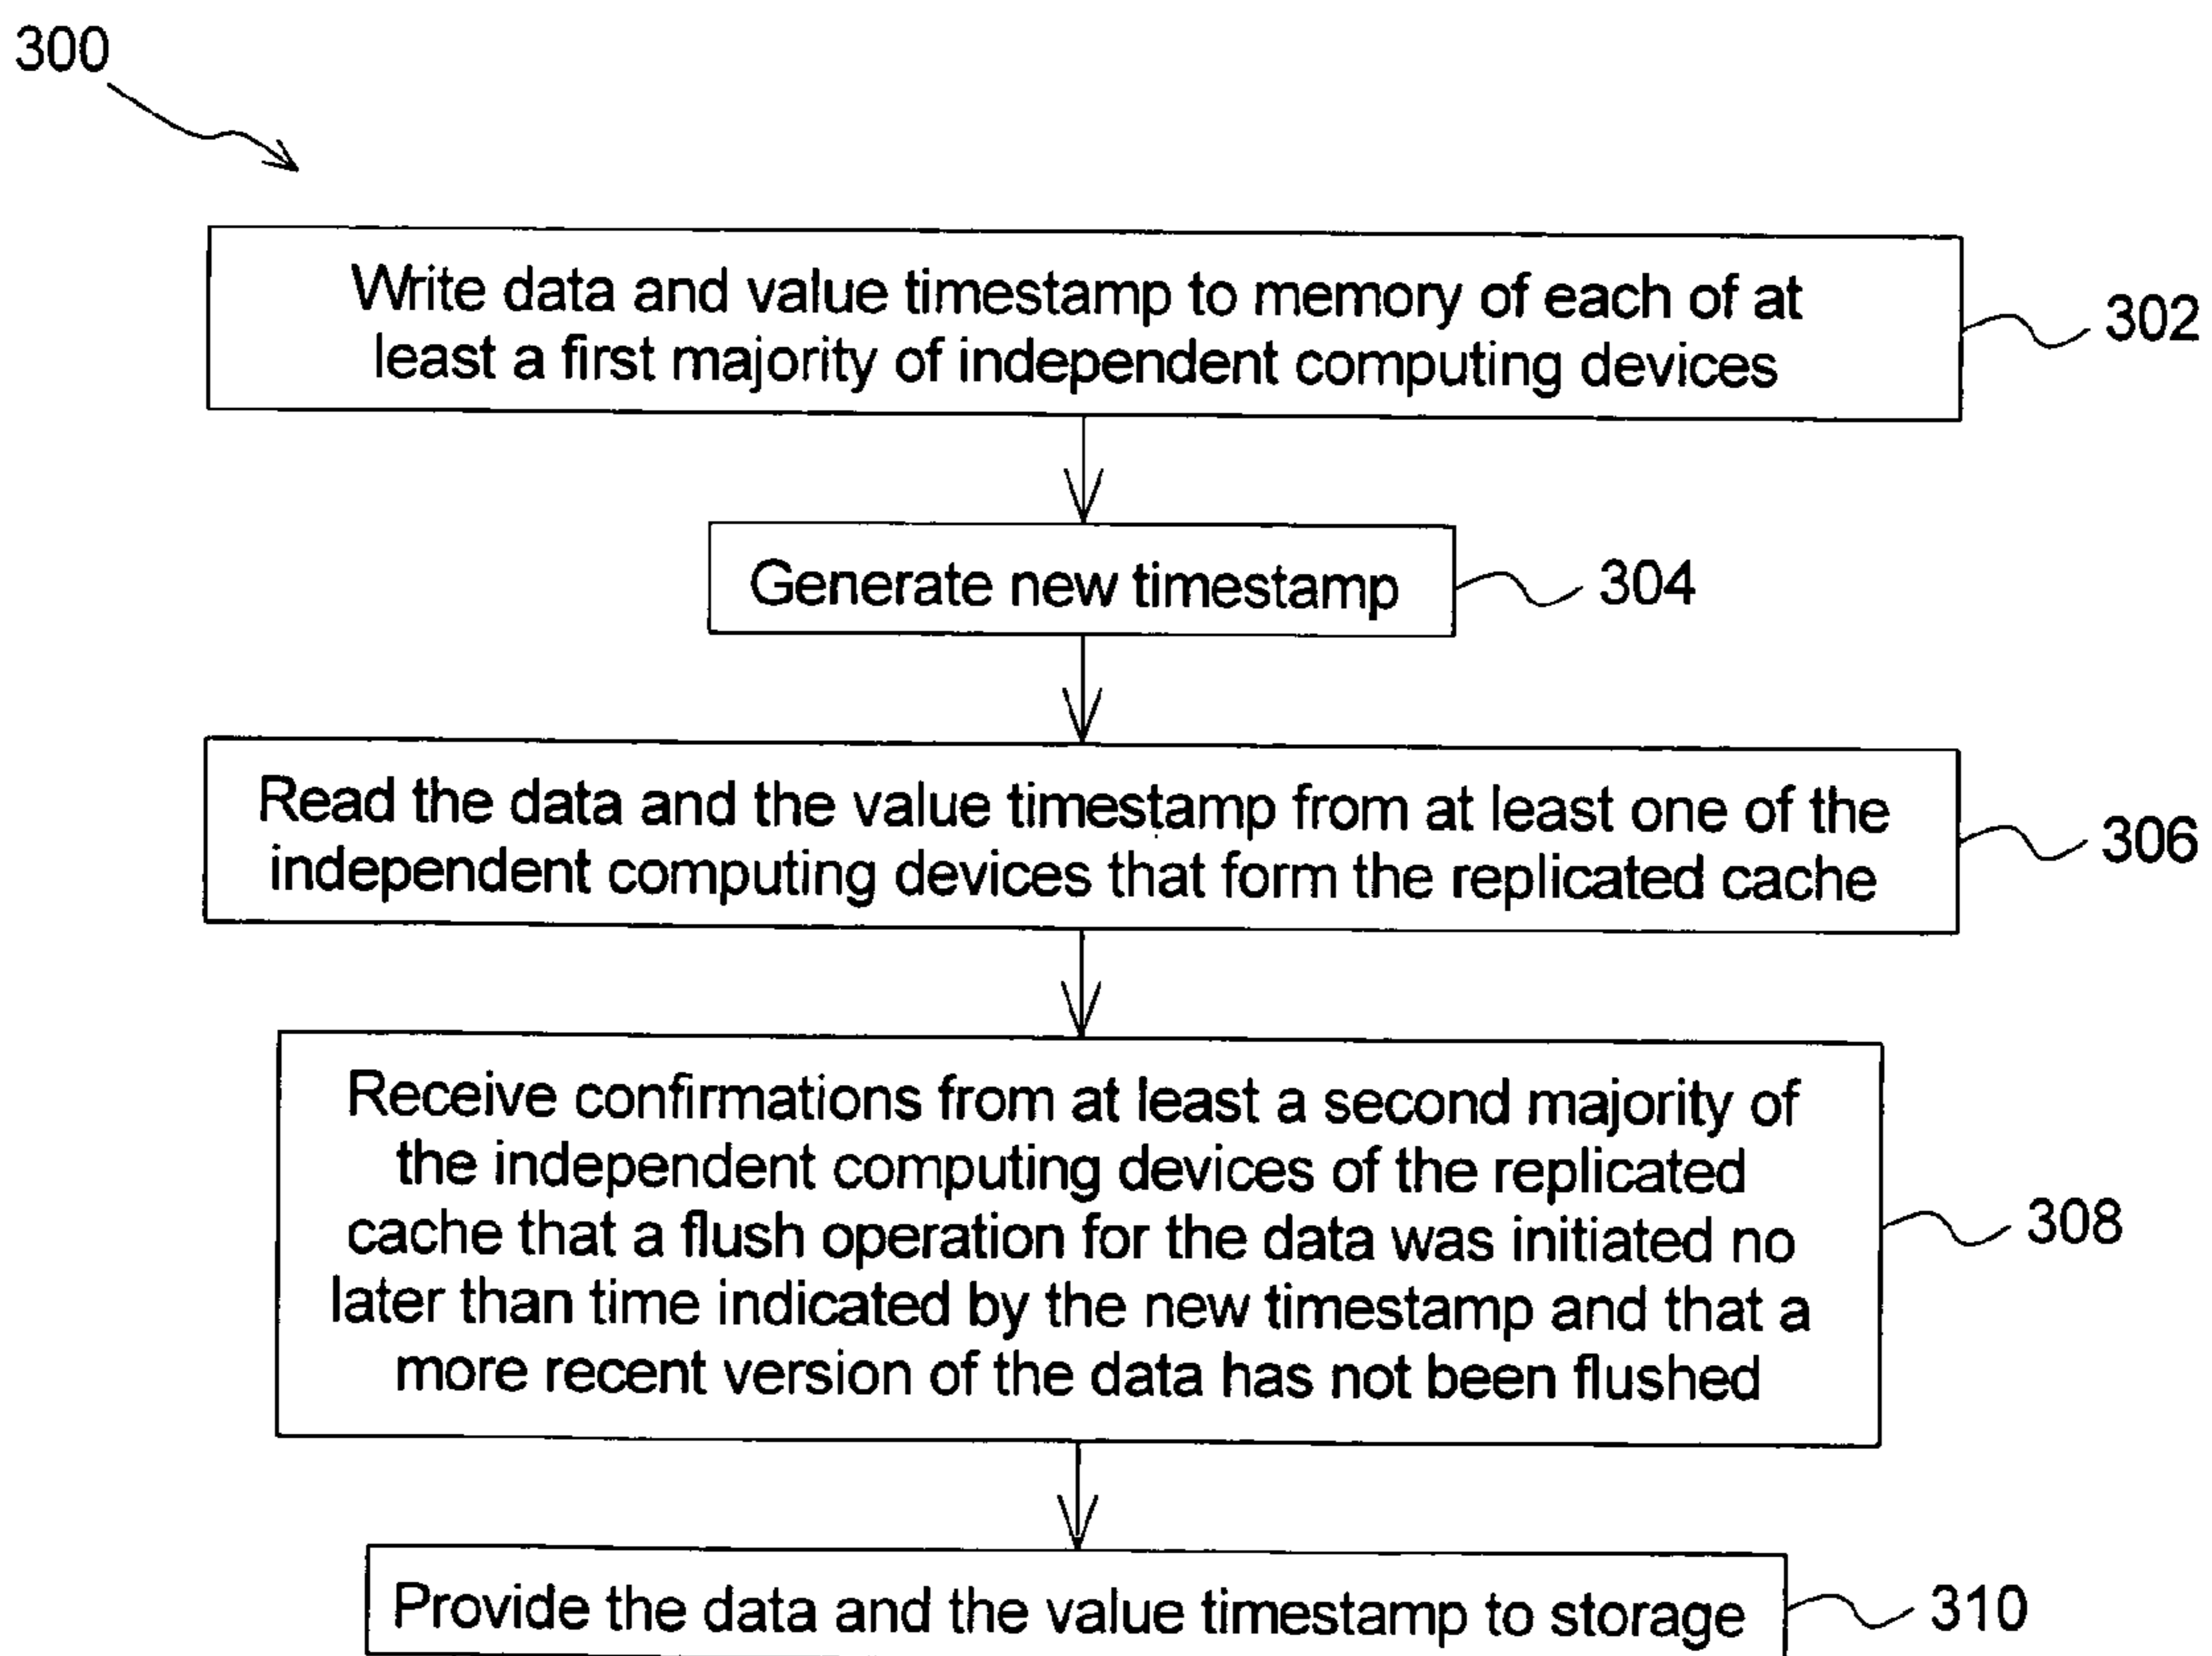 300
Write data and value timestamp to memory of each of at
least a first majority of independent computing devices
302
Generate new timestamp
304
Read the data and the value timestamp from at least one of the
independent computing devices that form the replicated cache
306
Receive confirmations from at least a second majority of
the independent computing devices of the replicated
cache that a flush operation for the data was initiated no
later than time indicated by the new timestamp and that a
more recent version of the data has not been flushed
308
Provide the data and the value timestamp to storage
310